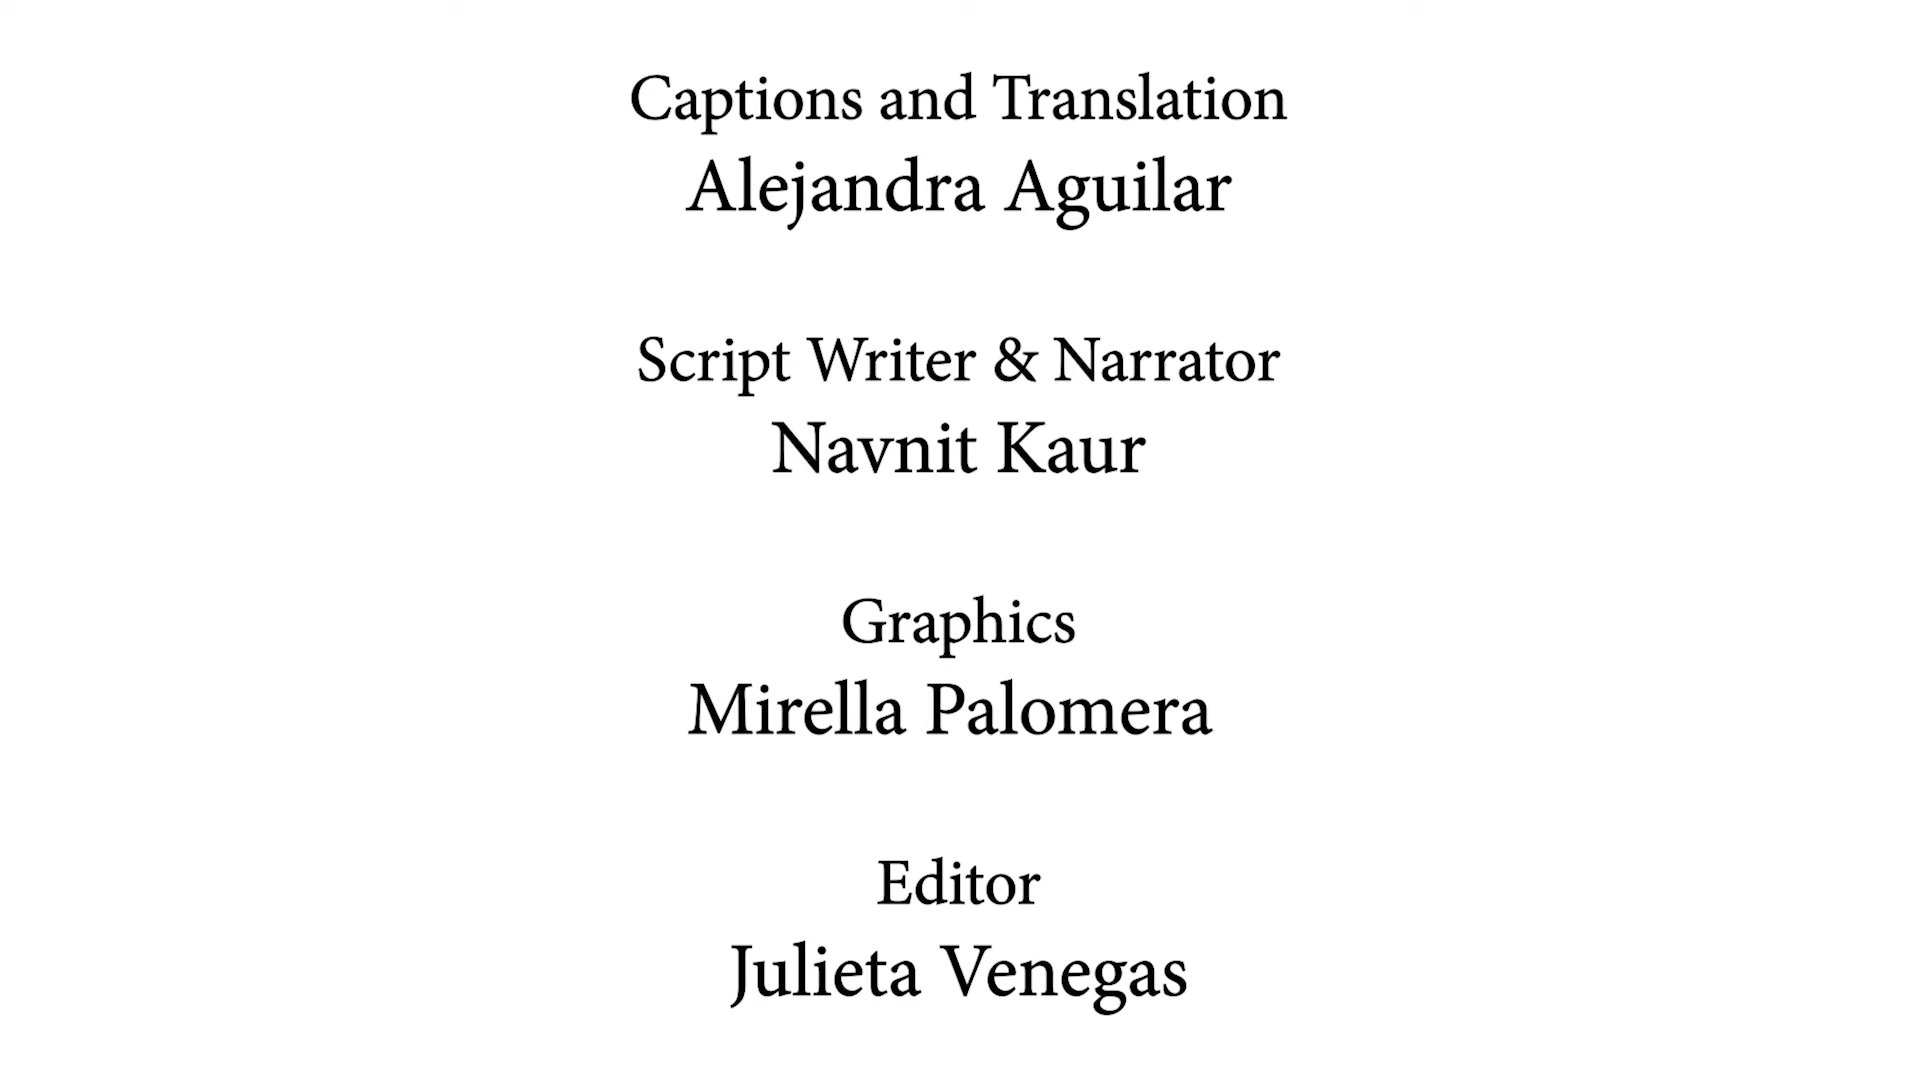 Captions and Translation
Alejandra Aguilar
Script Writer & Narrator
Navnit Kaur
Graphics
Mirella Palomera
Editor
Julieta Venegas